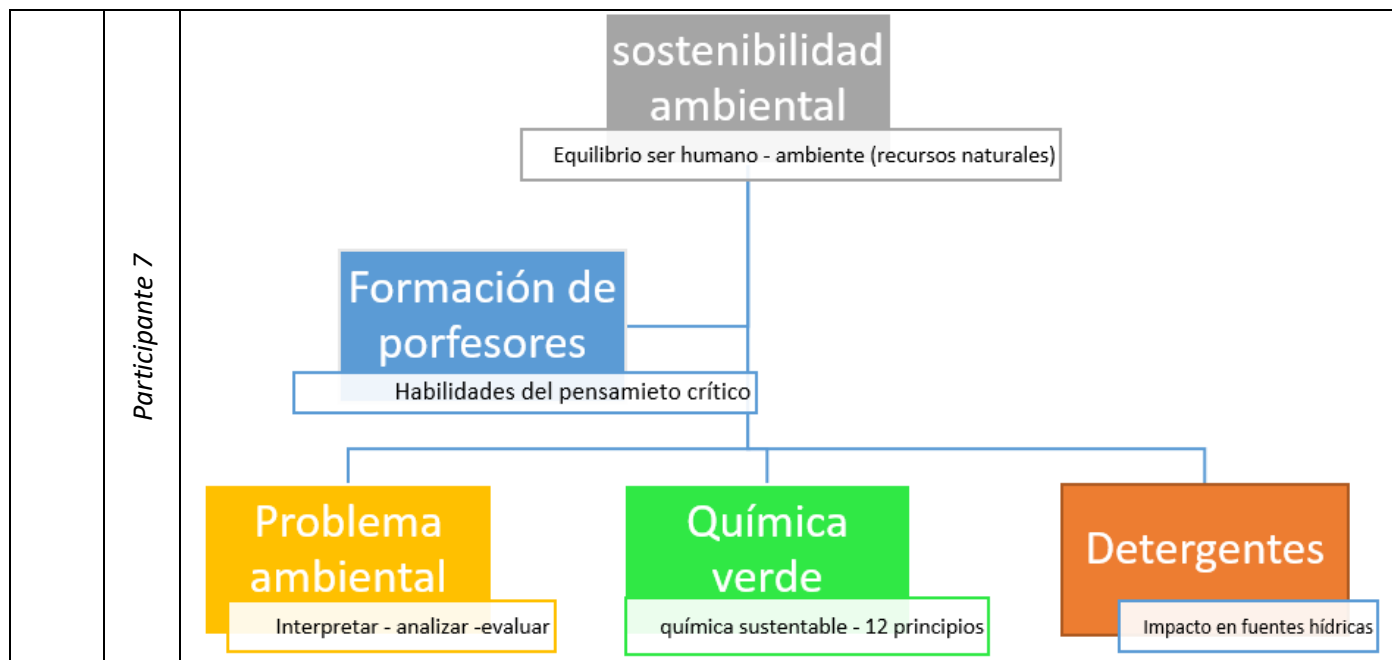 Participante 7
sostenibilidad
ambiental
Equilibrio ser humano - ambiente (recursos naturales)
Formación de
porfesores
Habilidades del pensamieto crítico
Problema
ambiental
Interpretar - analizar -evaluar
Química
verde
química sustentable - 12 principios
Detergentes
Impacto en fuentes hídricas